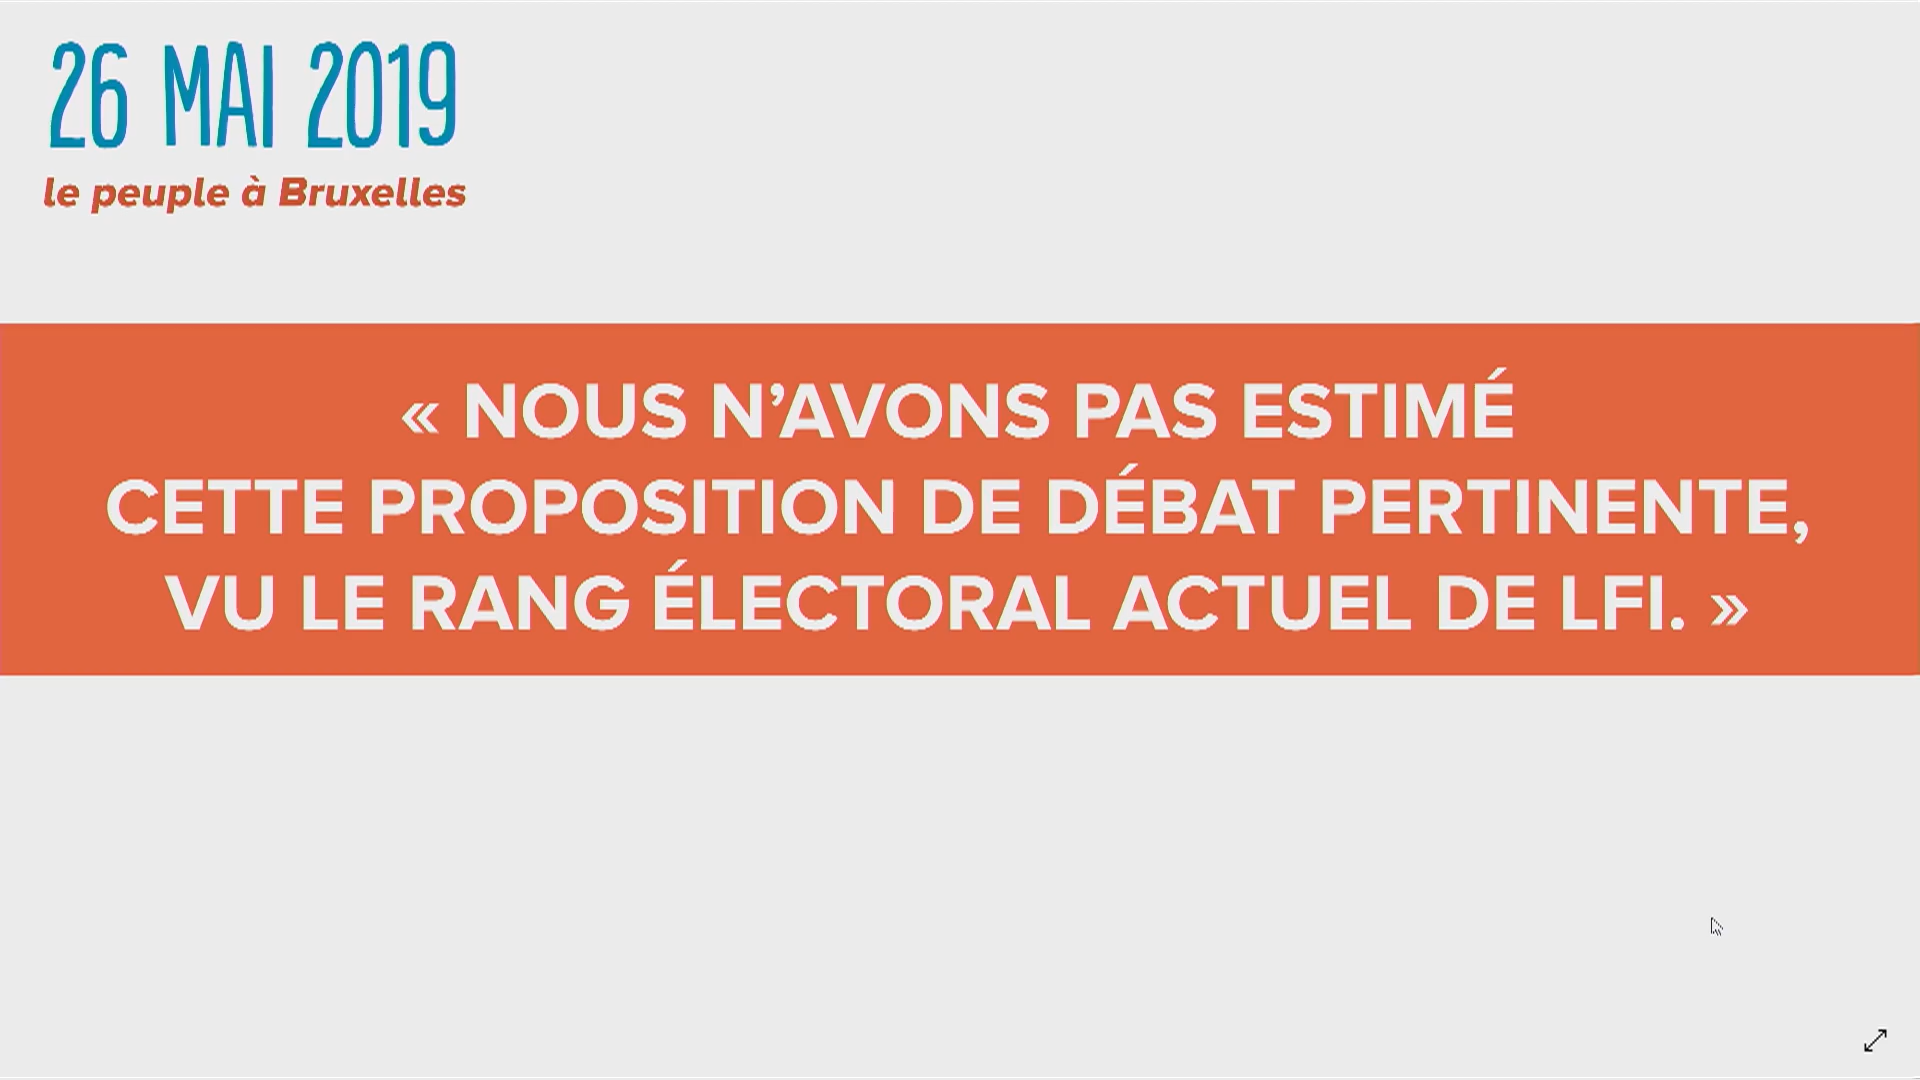 26 MAI 2019
le peuple à Bruxelles
« NOUS N’AVONS PAS ESTIMÉ
CETTE PROPOSITION DE DÉBAT PERTINENTE,
VU LE RANG ÉLECTORAL ACTUEL DE LFI. »